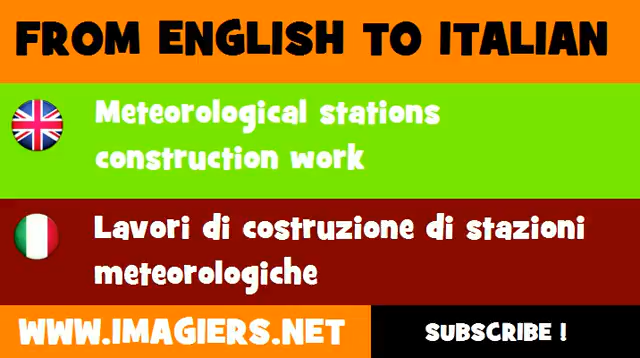 FROM ENGLISH TO ITALIAN
Meteorological stations
construction work
Lavori di costruzione di stazioni
meteorologiche
WWW.IMAGIERS.NET
SUBSCRIBE !